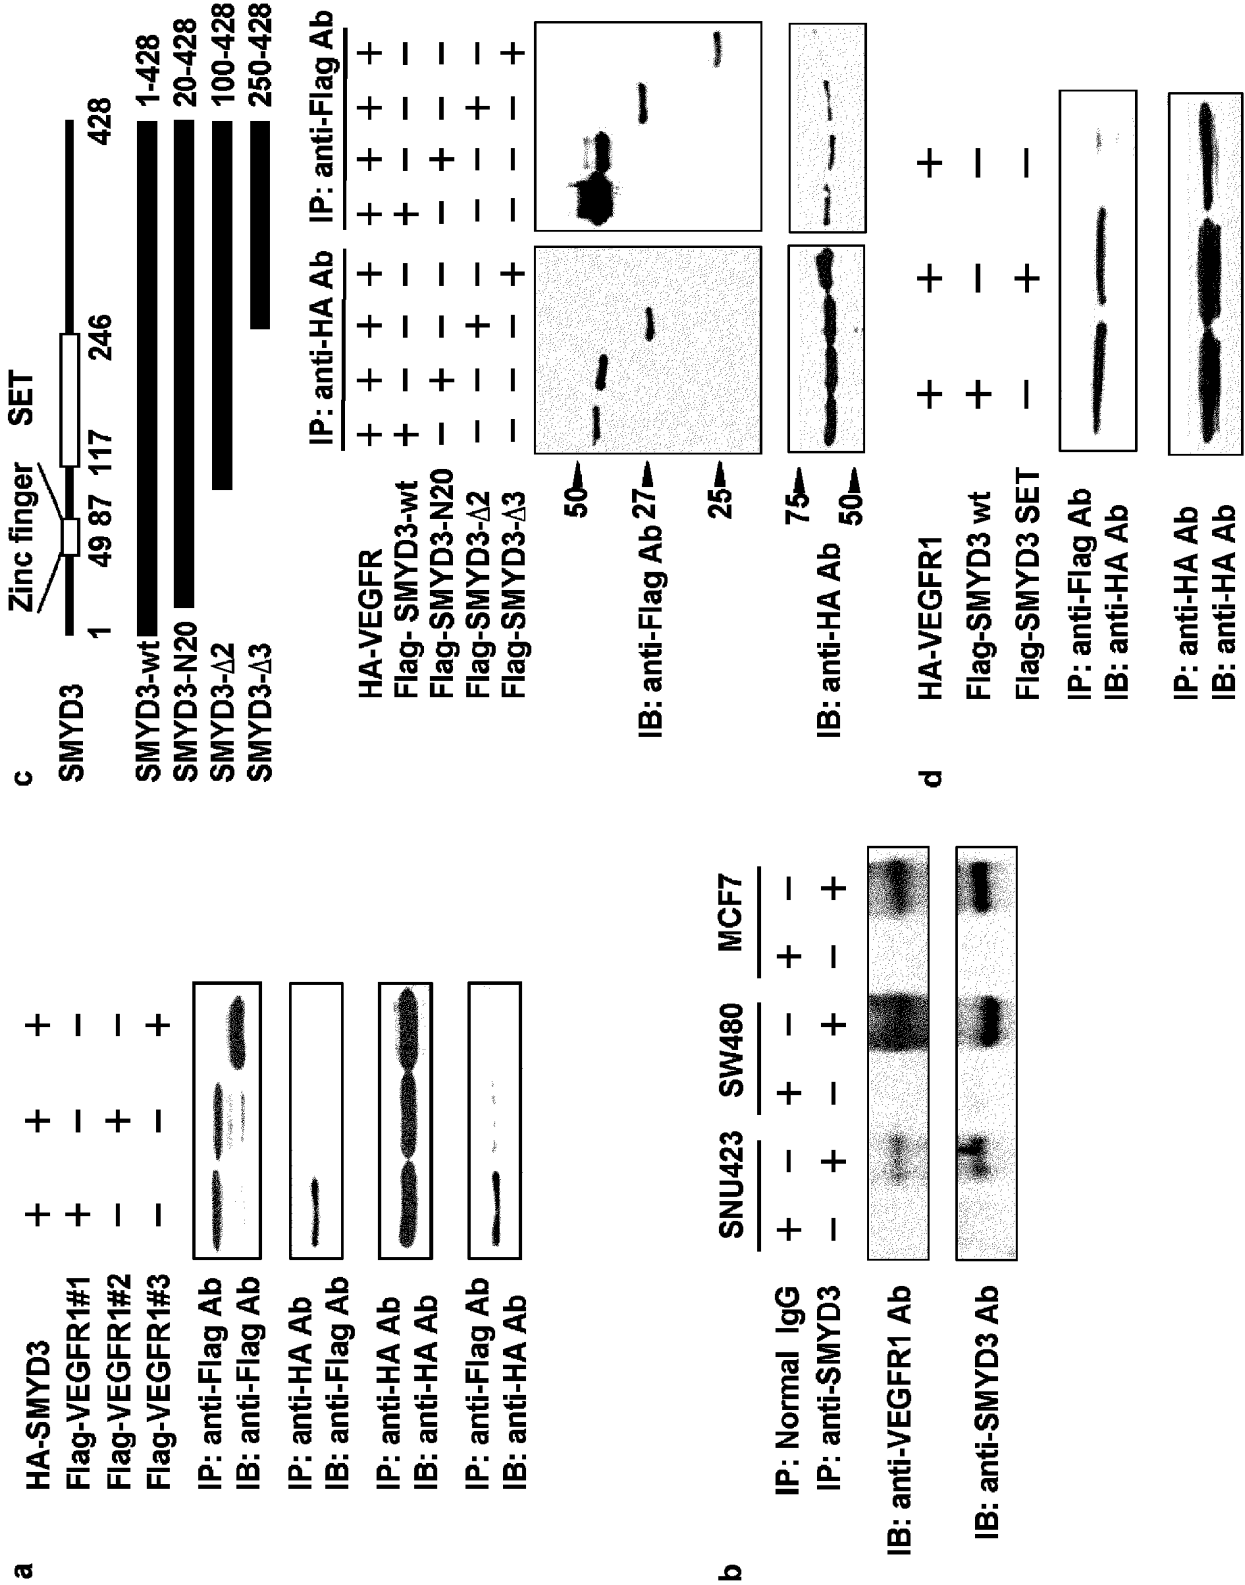 a
HA-SMYD3 + + +
Flag-VEGFR1#1 + − −
Flag-VEGFR1#2 − + −
Flag-VEGFR1#3 − − +
IP: anti-Flag Ab
IB: anti-Flag Ab
IP: anti-HA Ab
IB: anti-Flag Ab
IP: anti-HA Ab
IB: anti-HA Ab
IP: anti-Flag Ab
IB: anti-HA Ab
b
SNU423 SW480 MCF7
IP: Normal IgG + − + − + −
IP: anti-SMYD3 − + − + − +
IB: anti-VEGFR1 Ab
IB: anti-SMYD3 Ab
c
Zinc finger SET
SMYD3
1 49 87 117 246 428
SMYD3-wt 1-428
SMYD3-N20 20-428
SMYD3-Δ2 100-428
SMYD3-Δ3 250-428
IP: anti-HA Ab IP: anti-Flag Ab
HA-VEGFR + + + + + + + +
Flag- SMYD3-wt + − − − + − − −
Flag-SMYD3-N20 − + − − − + − −
Flag-SMYD3-Δ2 − − + − − − + −
Flag-SMYD3-Δ3 − − − + − − − +
50
27
25
IB: anti-Flag Ab
75
50
IB: anti-HA Ab
d
HA-VEGFR1 + + +
Flag-SMYD3 wt + − −
Flag-SMYD3 SET − + −
IP: anti-Flag Ab
IB: anti-HA Ab
IP: anti-HA Ab
IB: anti-HA Ab